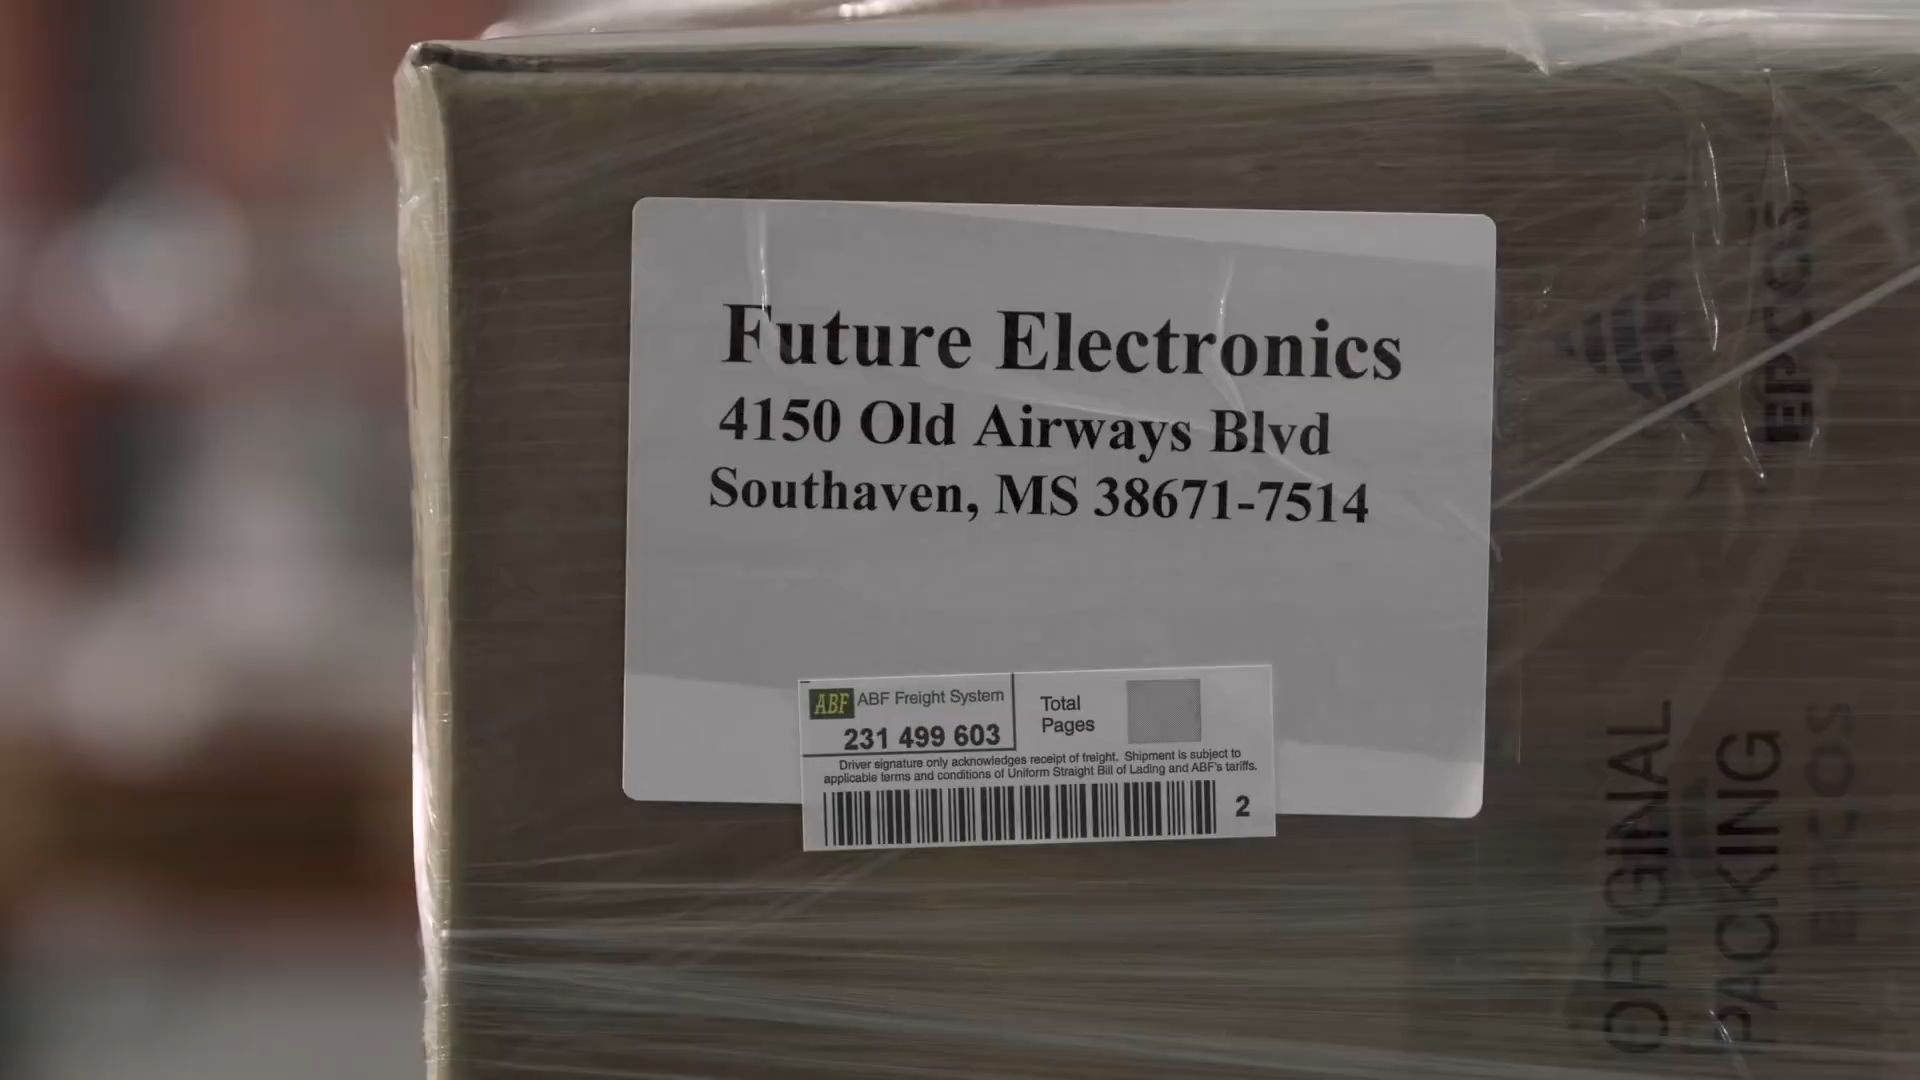 Future Electronics
4150 Old Airways Blvd
Southaven, MS 38671-7514
ABF ABF Freight System
231 499 603
Total
Pages
Driver signature only acknowledges receipt of freight. Shipment is subject to
applicable terms and conditions of Uniform Straight Bill of Lading and ABF's tariffs.
2
EPCOS
ORIGINAL
PACKING
EPCOS